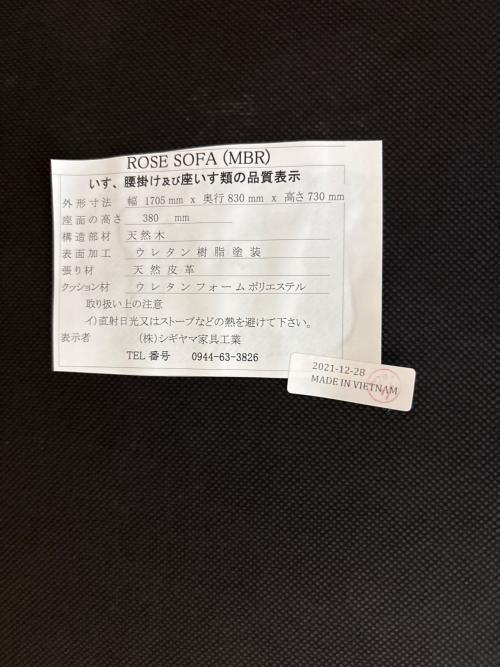 ROSE SOFA (MBR)
いす、腰掛け及び座いす類の品質表示
外形寸法 幅 1705 mm x 奥行 830 mm x 高さ 730 mm
座面の高さ 380 mm
構造部材 天然木
表面加工 ウレタン樹脂塗装
張り材 天然皮革
クッション材 ウレタンフォームポリエステル
取り扱い上の注意
イ)直射日光又はストーブなどの熱を避けて下さい。
表示者 (株)シギヤマ家具工業
TEL 番号 0944-63-3826
2021-12-28
MADE IN VIETNAM